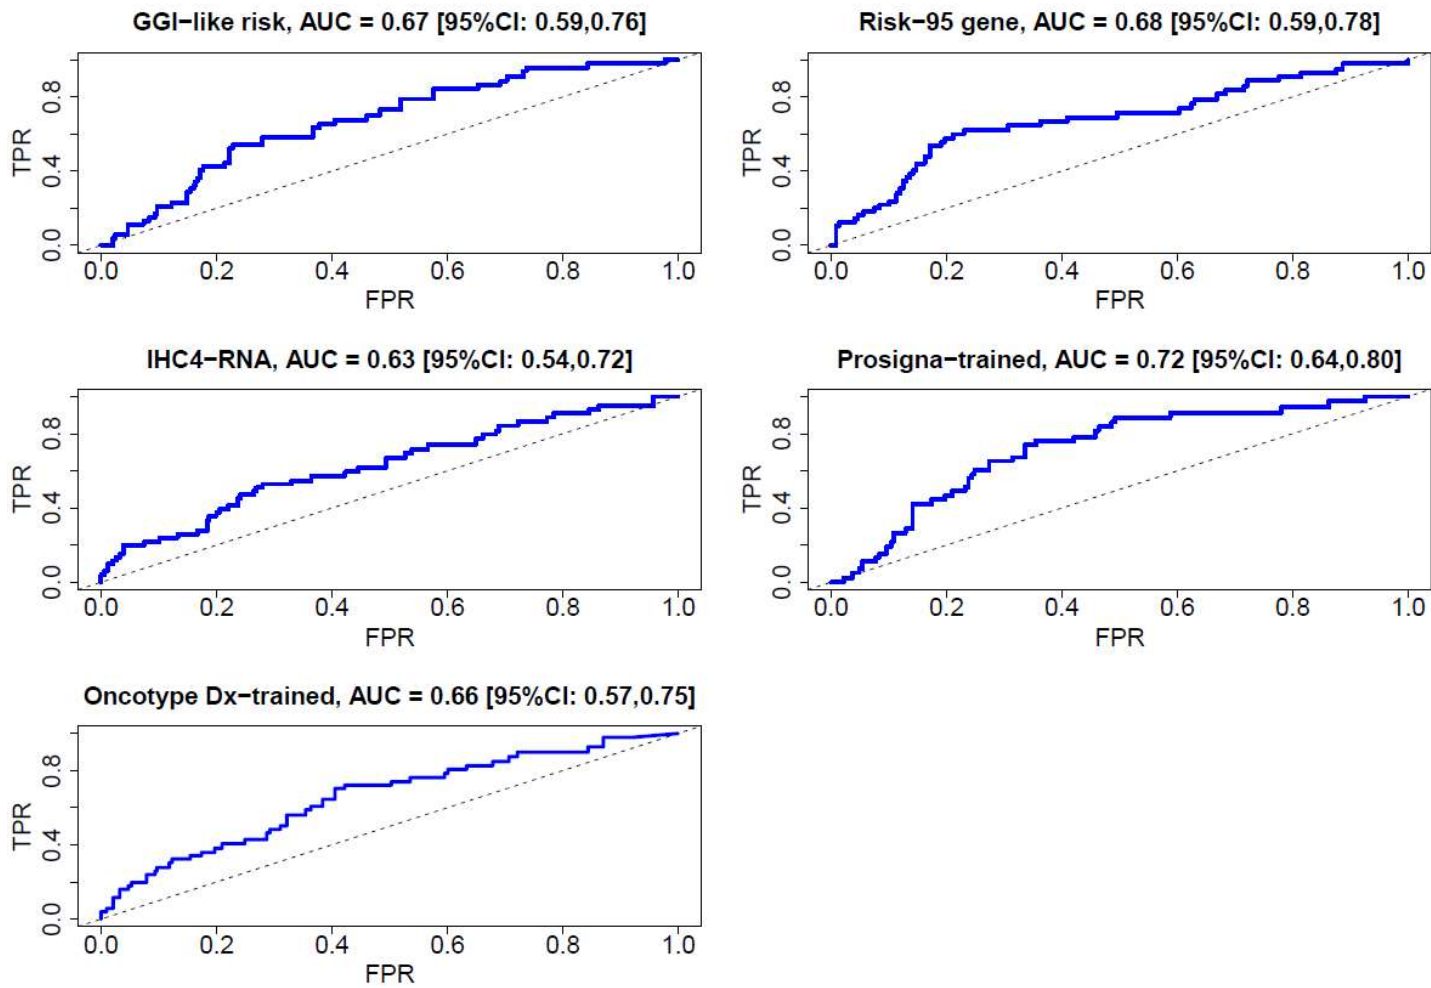 GGI−like risk, AUC = 0.67 [95%CI: 0.59,0.76]
TPR
0.0 0.4 0.8
0.0 0.2 0.4 0.6 0.8 1.0
FPR
Risk−95 gene, AUC = 0.68 [95%CI: 0.59,0.78]
TPR
0.0 0.4 0.8
0.0 0.2 0.4 0.6 0.8 1.0
FPR
IHC4−RNA, AUC = 0.63 [95%CI: 0.54,0.72]
TPR
0.0 0.4 0.8
0.0 0.2 0.4 0.6 0.8 1.0
FPR
Prosigna−trained, AUC = 0.72 [95%CI: 0.64,0.80]
TPR
0.0 0.4 0.8
0.0 0.2 0.4 0.6 0.8 1.0
FPR
Oncotype Dx−trained, AUC = 0.66 [95%CI: 0.57,0.75]
TPR
0.0 0.4 0.8
0.0 0.2 0.4 0.6 0.8 1.0
FPR